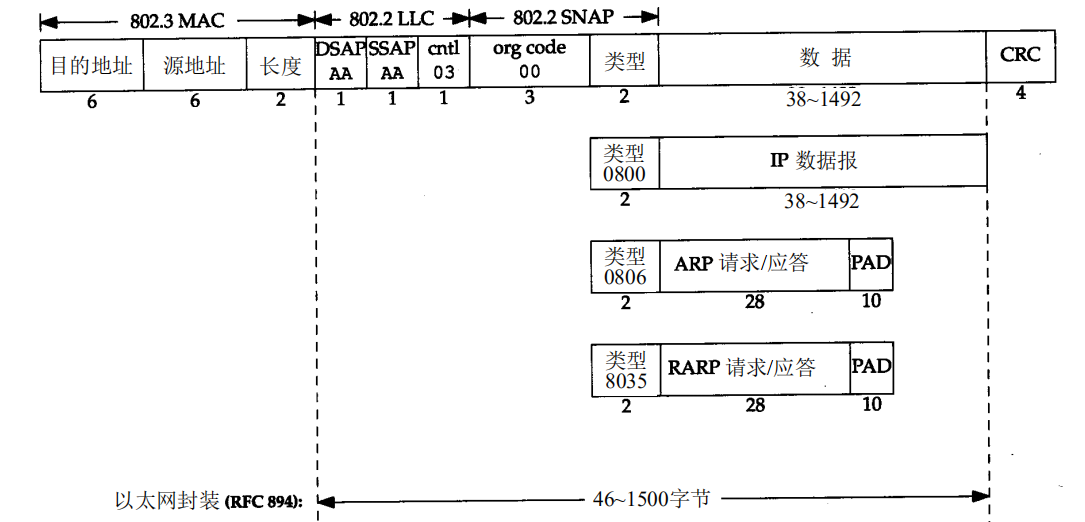 802.3 MAC 802.2 LLC 802.2 SNAP
目的地址 源地址 长度 DSAP AA SSAP AA cntl 03 org code 00 类型 数 据 CRC
6 6 2 1 1 1 3 2 38~1492 4
类型 0800 IP 数据报
2 38~1492
类型 0806 ARP 请求/应答 PAD
2 28 10
类型 8035 RARP 请求/应答 PAD
2 28 10
以太网封装 (RFC 894): 46~1500字节